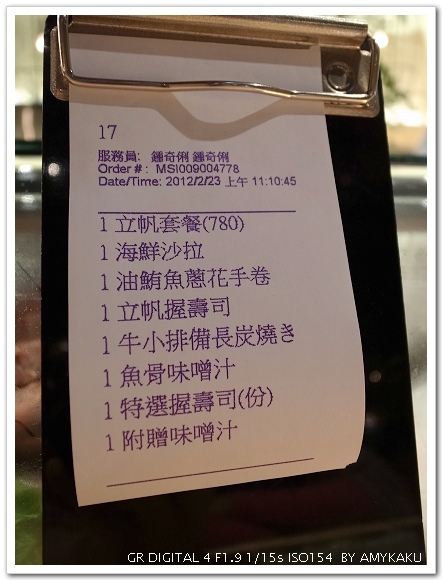 17
服務員: 鍾奇俐 鍾奇俐
Order # : MSI009004778
Date/Time: 2012/2/23 上午 11:10:45
1 立帆套餐(780)
1 海鮮沙拉
1 油鮪魚蔥花手卷
1 立帆握壽司
1 牛小排備長炭燒き
1 魚骨味噌汁
1 特選握壽司(份)
1 附贈味噌汁
GR DIGITAL 4 F1.9 1/15s ISO154 BY AMYKAKU